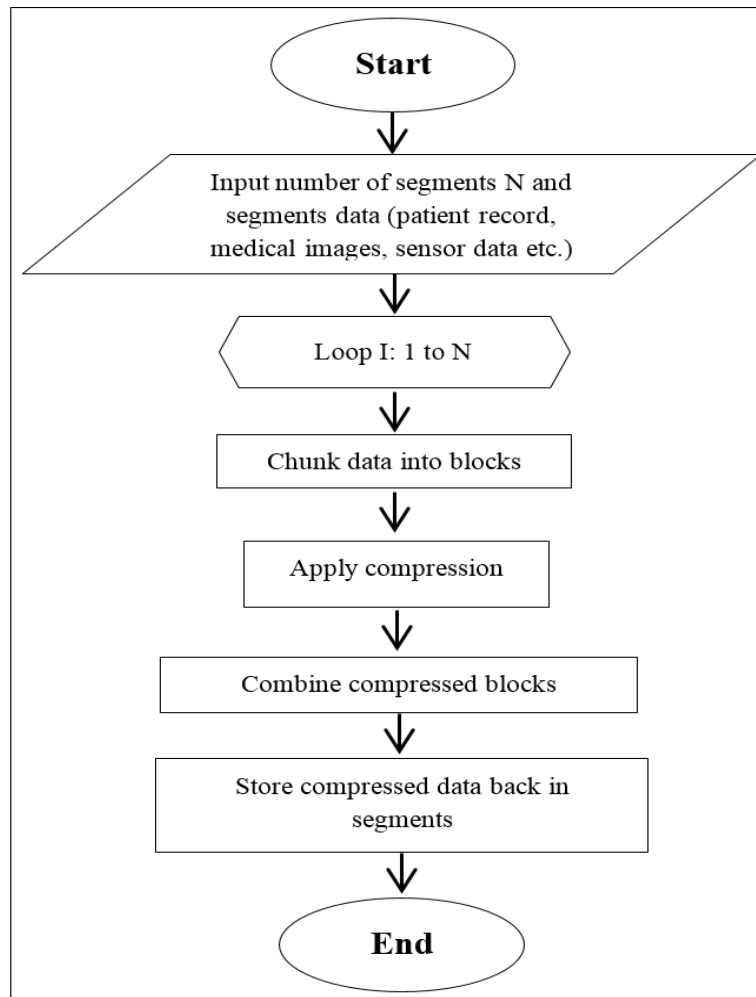 Start
Input number of segments N and
segments data (patient record,
medical images, sensor data etc.)
Loop I: 1 to N
Chunk data into blocks
Apply compression
Combine compressed blocks
Store compressed data back in
segments
End